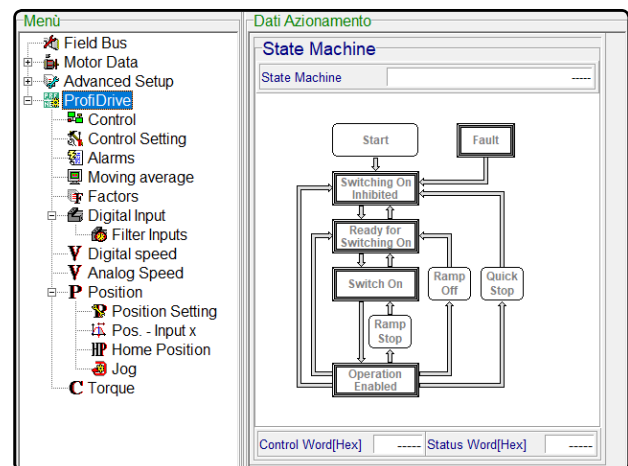 Menù
Field Bus
Motor Data
Advanced Setup
ProfiDrive
Control
Control Setting
Alarms
Moving average
Factors
Digital Input
Filter Inputs
V Digital speed
V Analog Speed
P Position
Position Setting
Pos. - Input x
HP Home Position
Jog
C Torque
Dati Azionamento
State Machine
State Machine -----
Start
Fault
Switching On
Inhibited
Ready for
Switching On
Switch On
Ramp
Off
Quick
Stop
Ramp
Stop
Operation
Enabled
Control Word[Hex] ----- Status Word[Hex] -----